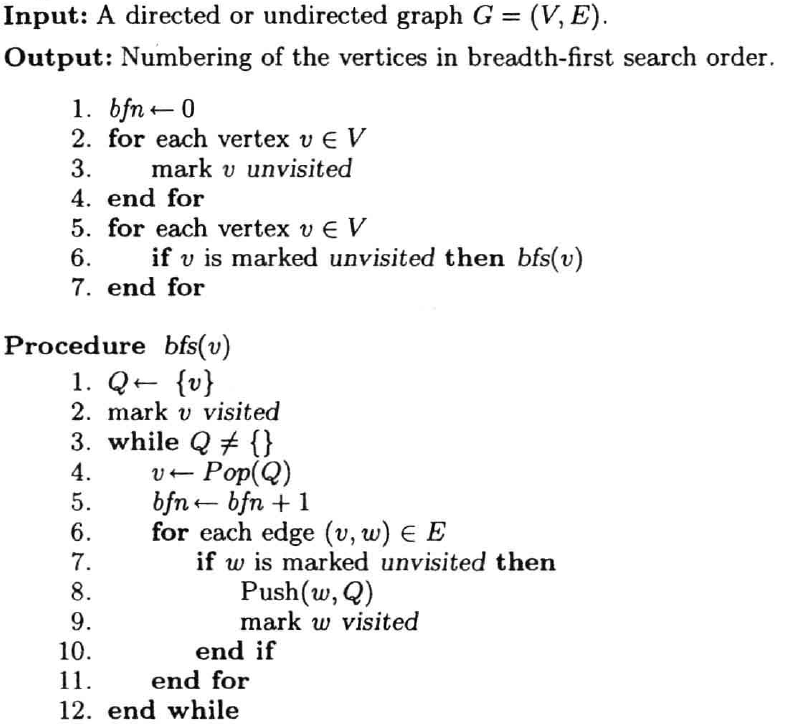 Input: A directed or undirected graph G = (V, E).
Output: Numbering of the vertices in breadth-first search order.
1. bfn ← 0
2. for each vertex v ∈ V
3. mark v unvisited
4. end for
5. for each vertex v ∈ V
6. if v is marked unvisited then bfs(v)
7. end for
Procedure bfs(v)
1. Q ← {v}
2. mark v visited
3. while Q ≠ {}
4. v ← Pop(Q)
5. bfn ← bfn + 1
6. for each edge (v, w) ∈ E
7. if w is marked unvisited then
8. Push(w, Q)
9. mark w visited
10. end if
11. end for
12. end while